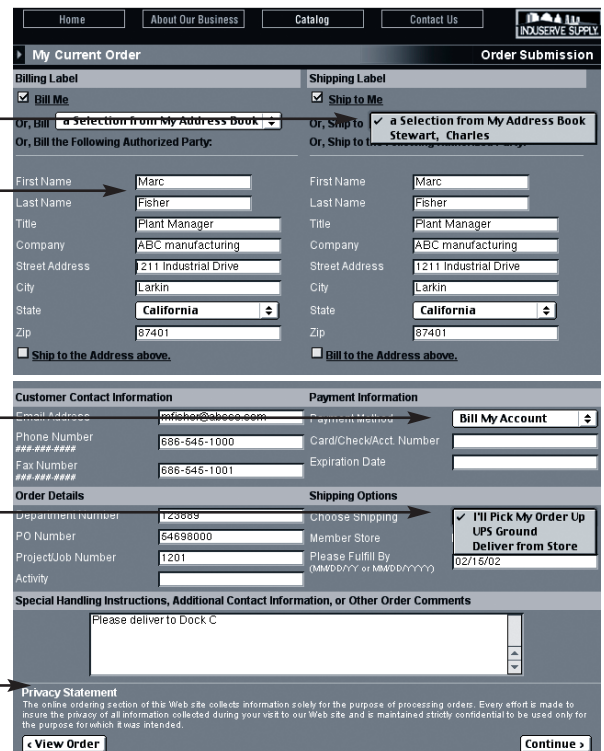 Home About Our Business Catalog Contact Us INDUSERVE SUPPLY.
My Current Order Order Submission
Billing Label Shipping Label
Bill Me Ship to Me
Or, Bill a Selection from My Address Book Or, Ship to a Selection from My Address Book
Stewart, Charles
Or, Bill the Following Authorized Party: Or, Ship to the Following Authorized Party:
First Name Marc First Name Marc
Last Name Fisher Last Name Fisher
Title Plant Manager Title Plant Manager
Company ABC manufacturing Company ABC manufacturing
Street Address 1211 Industrial Drive Street Address 1211 Industrial Drive
City Larkin City Larkin
State California State California
Zip 87401 Zip 87401
Ship to the Address above. Bill to the Address above.
Customer Contact Information Payment Information
Email Address mfisher@abcco.com Payment Method Bill My Account
Phone Number 686-545-1000 Card/Check/Acct. Number
###-###-####
Fax Number 686-545-1001 Expiration Date
###-###-####
Order Details Shipping Options
Department Number 123889 Choose Shipping I'll Pick My Order Up
UPS Ground
PO Number 54698000 Member Store Deliver from Store
Project/Job Number 1201 Please Fulfill By 02/15/02
(MM/DD/YY or MM/DD/YYYY)
Activity
Special Handling Instructions, Additional Contact Information, or Other Order Comments
Please deliver to Dock C
Privacy Statement
The online ordering section of this Web site collects information solely for the purpose of processing orders. Every effort is made to
insure the privacy of all information collected during your visit to our Web site and is maintained strictly confidential to be used only for
the purpose for which it was intended.
‹ View Order Continue ›